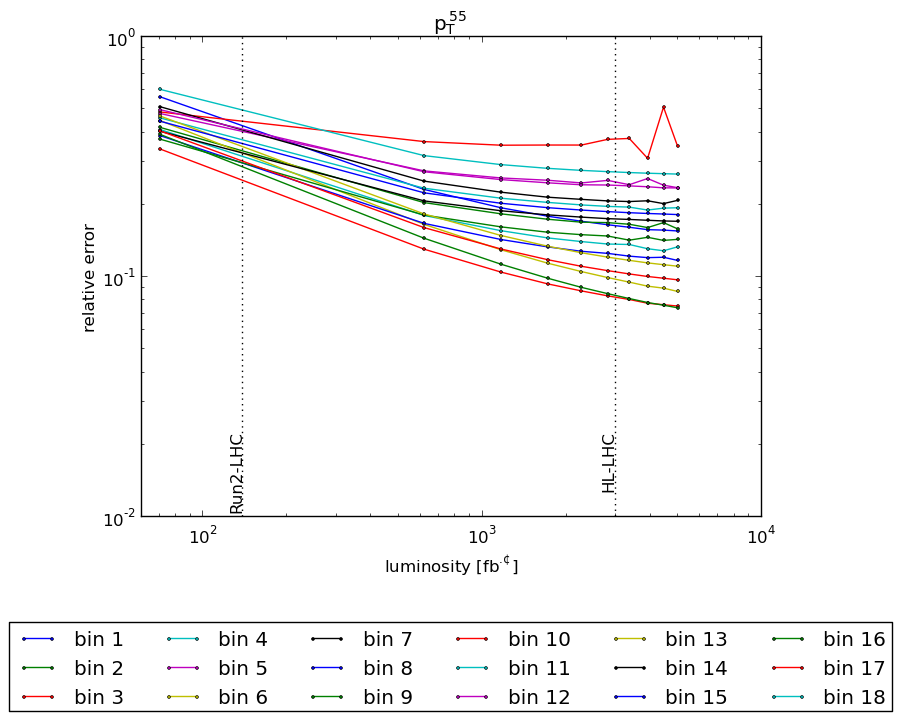 p_T^55
10^0
10^-1
10^-2
relative error
Run2-LHC
HL-LHC
10^2 10^3 10^4
luminosity [fb^.¢]
bin 1 bin 4 bin 7 bin 10 bin 13 bin 16
bin 2 bin 5 bin 8 bin 11 bin 14 bin 17
bin 3 bin 6 bin 9 bin 12 bin 15 bin 18